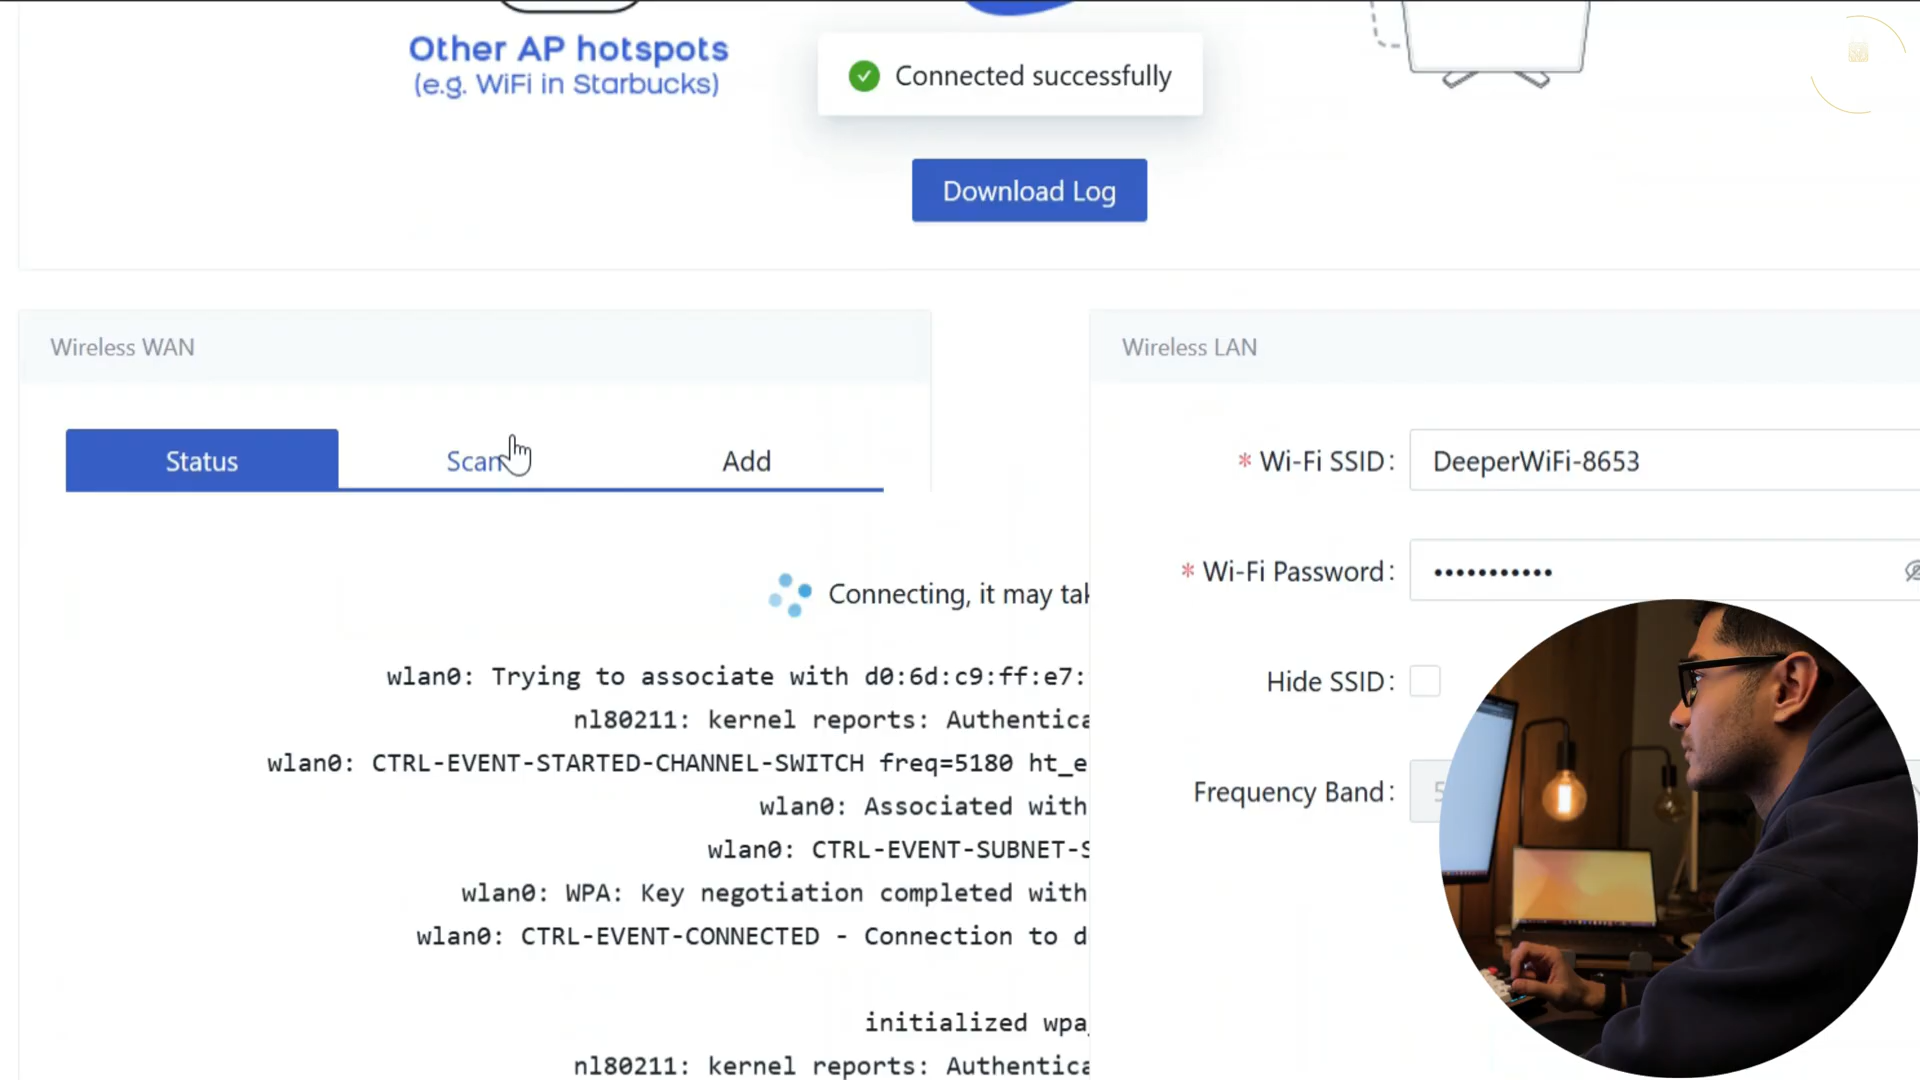 Other AP hotspots
(e.g. WiFi in Starbucks)
Connected successfully
Download Log
Wireless WAN
Status
Scan
Add
Connecting, it may tak
wlan0: Trying to associate with d0:6d:c9:ff:e7:
nl80211: kernel reports: Authentica
wlan0: CTRL-EVENT-STARTED-CHANNEL-SWITCH freq=5180 ht_e
wlan0: Associated with
wlan0: CTRL-EVENT-SUBNET-S
wlan0: WPA: Key negotiation completed with
wlan0: CTRL-EVENT-CONNECTED - Connection to d
initialized wpa_
nl80211: kernel reports: Authentica
Wireless LAN
* Wi-Fi SSID: DeeperWiFi-8653
* Wi-Fi Password: •••••••••••
Hide SSID:
Frequency Band: 5